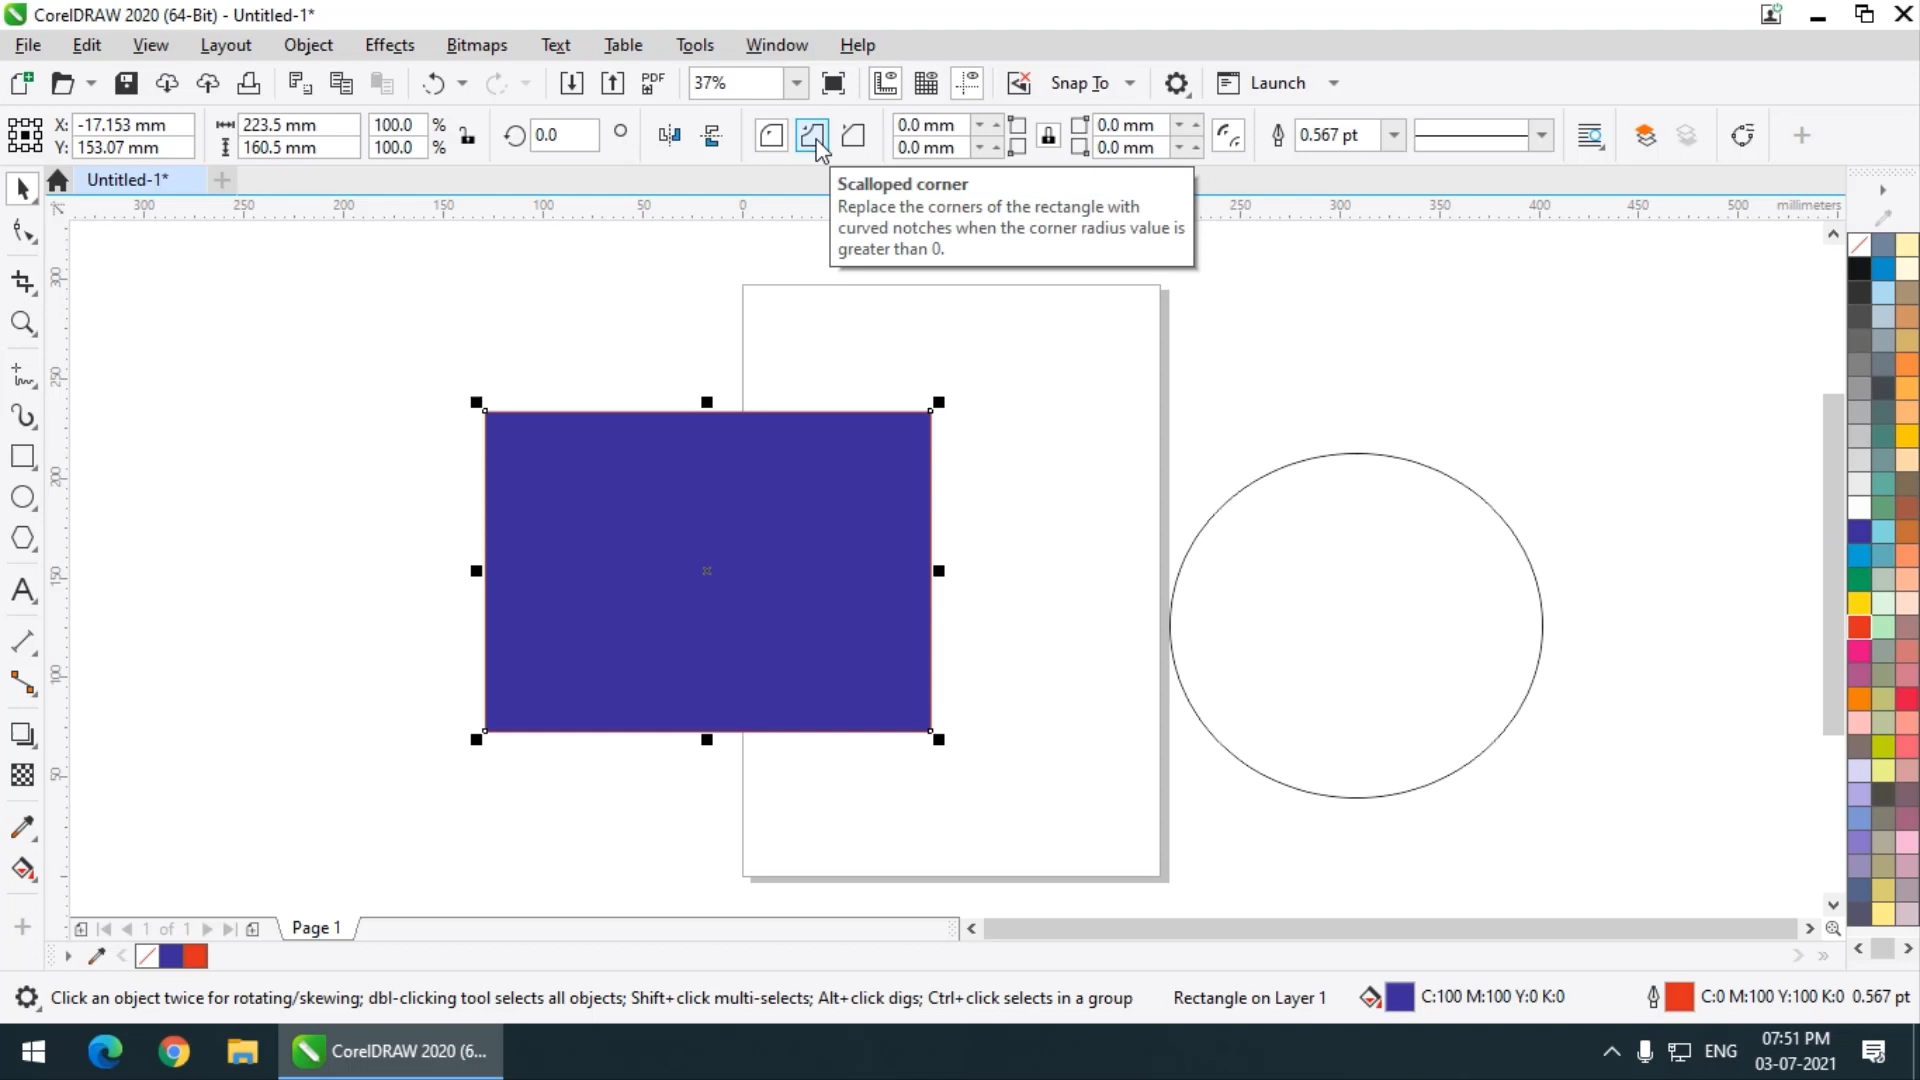 CorelDRAW 2020 (64-Bit) - Untitled-1*
File Edit View Layout Object Effects Bitmaps Text Table Tools Window Help
PDF 37% Snap To Launch
X: -17.153 mm 223.5 mm 100.0 % 0.0 0.0 mm 0.0 mm 0.567 pt
Y: 153.07 mm 160.5 mm 100.0 % 0.0 mm 0.0 mm
Untitled-1*
Scalloped corner
Replace the corners of the rectangle with
curved notches when the corner radius value is
greater than 0.
300 250 200 150 100 50 0 250 300 350 400 450 500 millimeters
300
250
200
150
100
50
A
1 of 1 Page 1
Click an object twice for rotating/skewing; dbl-clicking tool selects all objects; Shift+click multi-selects; Alt+click digs; Ctrl+click selects in a group Rectangle on Layer 1 C:100 M:100 Y:0 K:0 C:0 M:100 Y:100 K:0 0.567 pt
CorelDRAW 2020 (6... ENG 07:51 PM
03-07-2021